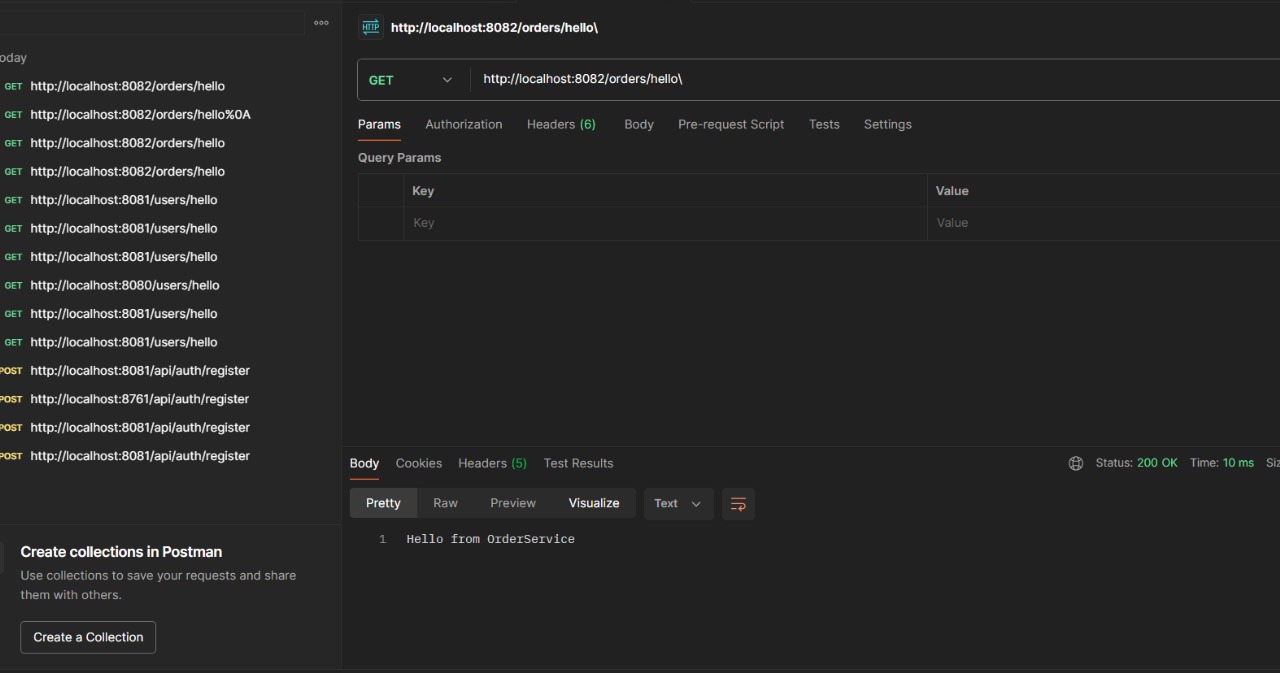 oday
GET http://localhost:8082/orders/hello
GET http://localhost:8082/orders/hello%0A
GET http://localhost:8082/orders/hello
GET http://localhost:8082/orders/hello
GET http://localhost:8081/users/hello
GET http://localhost:8081/users/hello
GET http://localhost:8081/users/hello
GET http://localhost:8080/users/hello
GET http://localhost:8081/users/hello
GET http://localhost:8081/users/hello
POST http://localhost:8081/api/auth/register
POST http://localhost:8761/api/auth/register
POST http://localhost:8081/api/auth/register
POST http://localhost:8081/api/auth/register
Create collections in Postman
Use collections to save your requests and share
them with others.
Create a Collection
HTTP http://localhost:8082/orders/hello\
GET http://localhost:8082/orders/hello\
Params Authorization Headers (6) Body Pre-request Script Tests Settings
Query Params
Key Value
Key Value
Body Cookies Headers (5) Test Results Status: 200 OK Time: 10 ms Siz
Pretty Raw Preview Visualize Text
1 Hello from OrderService